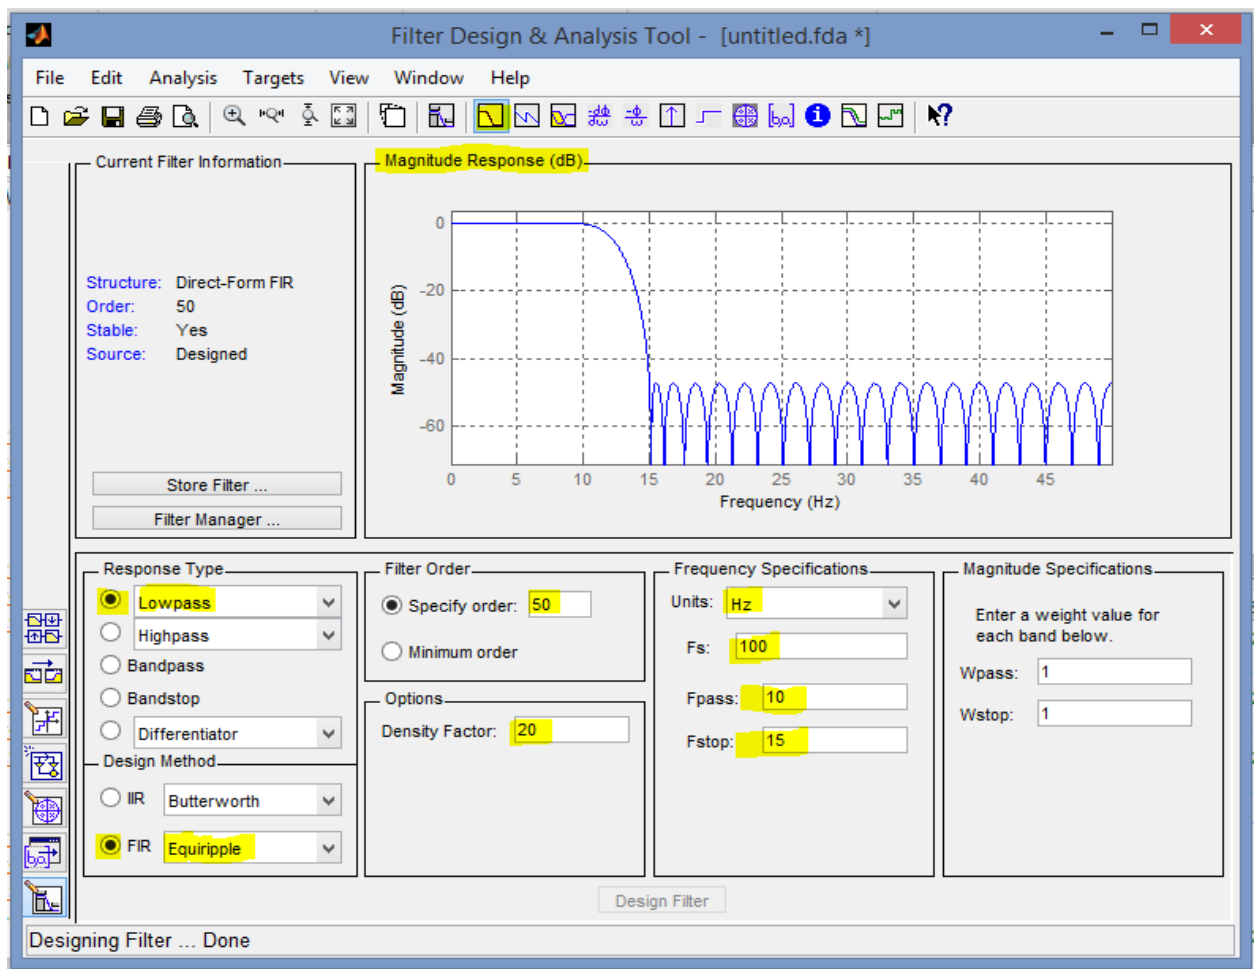 Filter Design & Analysis Tool - [untitled.fda *]
File Edit Analysis Targets View Window Help
Current Filter Information
Structure: Direct-Form FIR
Order: 50
Stable: Yes
Source: Designed
Store Filter ...
Filter Manager ...
Magnitude Response (dB)
0
-20
-40
-60
Magnitude (dB)
0 5 10 15 20 25 30 35 40 45
Frequency (Hz)
Response Type
Lowpass
Highpass
Bandpass
Bandstop
Differentiator
Design Method
IIR Butterworth
FIR Equiripple
Filter Order
Specify order: 50
Minimum order
Options
Density Factor: 20
Frequency Specifications
Units: Hz
Fs: 100
Fpass: 10
Fstop: 15
Magnitude Specifications
Enter a weight value for
each band below.
Wpass: 1
Wstop: 1
Design Filter
Designing Filter ... Done